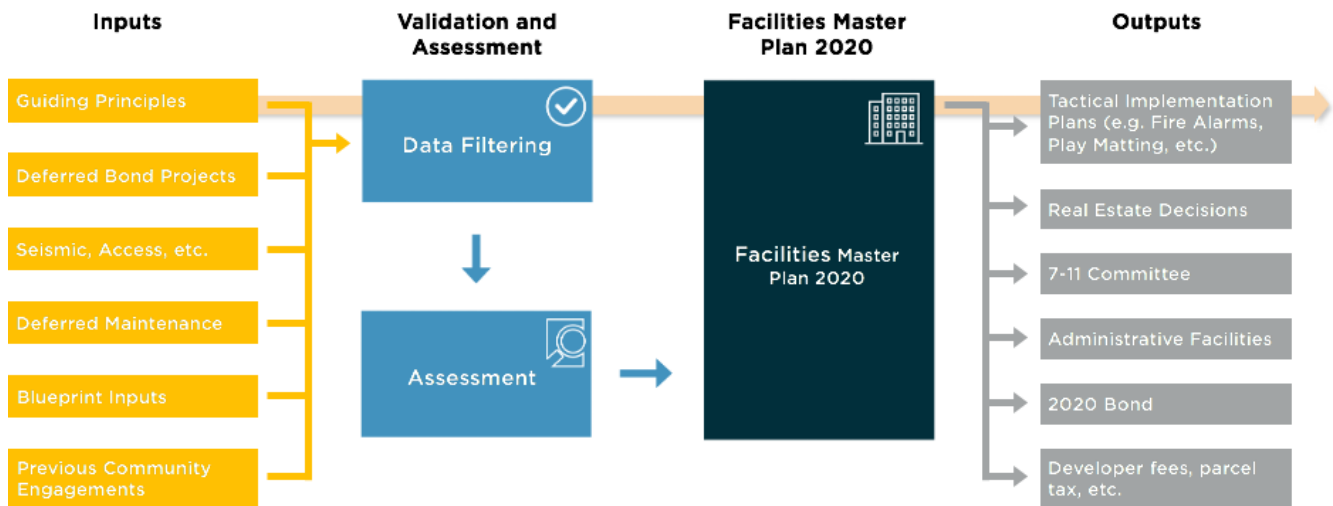 Inputs
Validation and
Assessment
Facilities Master
Plan 2020
Outputs
Guiding Principles
Deferred Bond Projects
Seismic, Access, etc.
Deferred Maintenance
Blueprint Inputs
Previous Community
Engagements
Data Filtering
Assessment
Facilities Master
Plan 2020
Tactical Implementation
Plans (e.g. Fire Alarms,
Play Matting, etc.)
Real Estate Decisions
7-11 Committee
Administrative Facilities
2020 Bond
Developer fees, parcel
tax, etc.